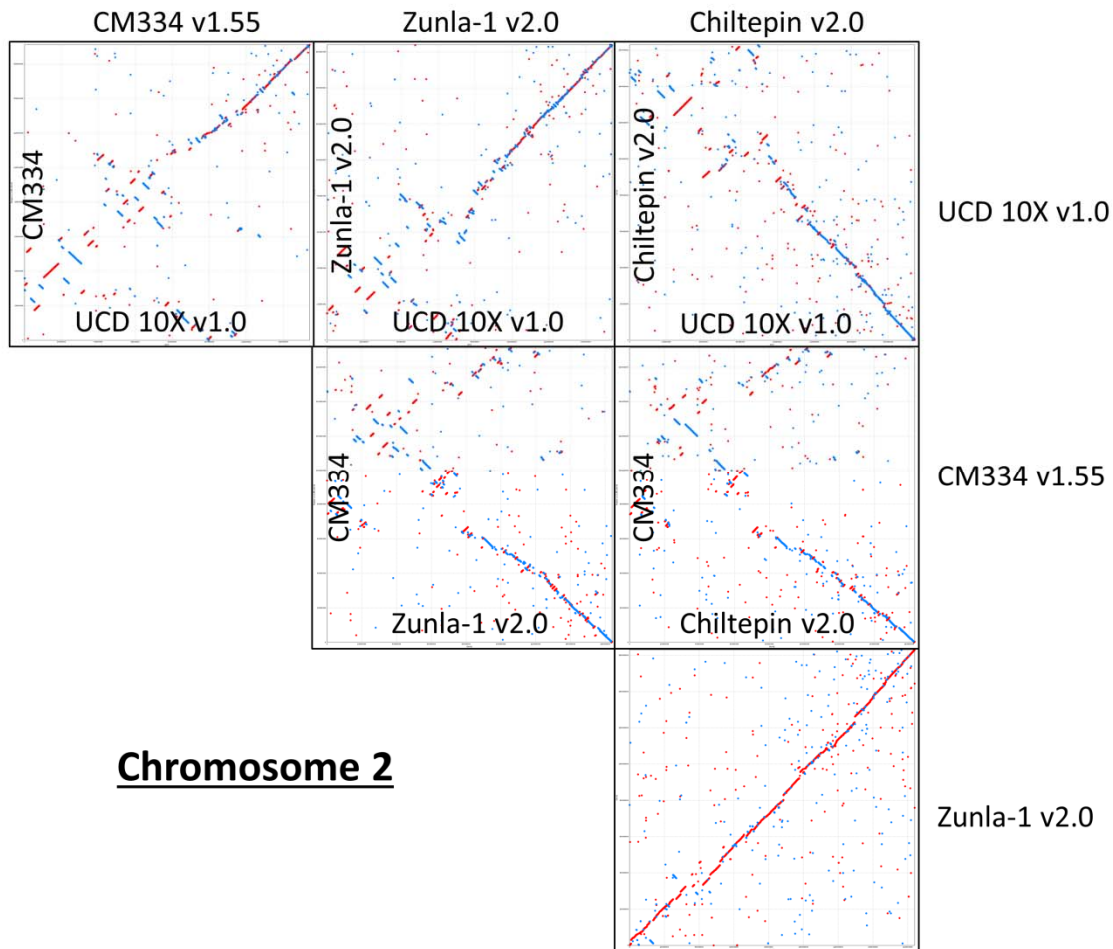 CM334 v1.55
Zunla-1 v2.0
Chiltepin v2.0
CM334
UCD 10X v1.0
Zunla-1 v2.0
UCD 10X v1.0
Chiltepin v2.0
UCD 10X v1.0
UCD 10X v1.0
CM334
Zunla-1 v2.0
CM334
Chiltepin v2.0
CM334 v1.55
Chromosome 2
Zunla-1 v2.0